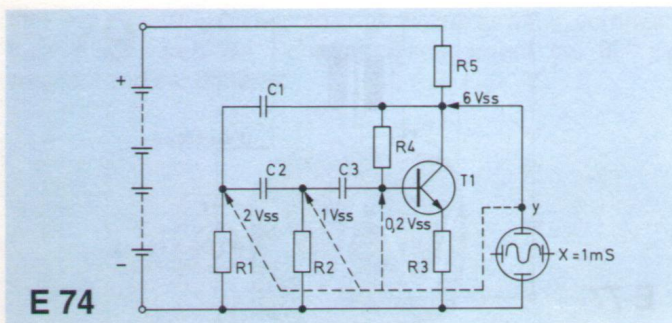 R5
+
C1
6 Vss
R4
C2
C3
T1
2 Vss
1 Vss
0,2 Vss
y
R1
R2
R3
X = 1mS
−
E 74